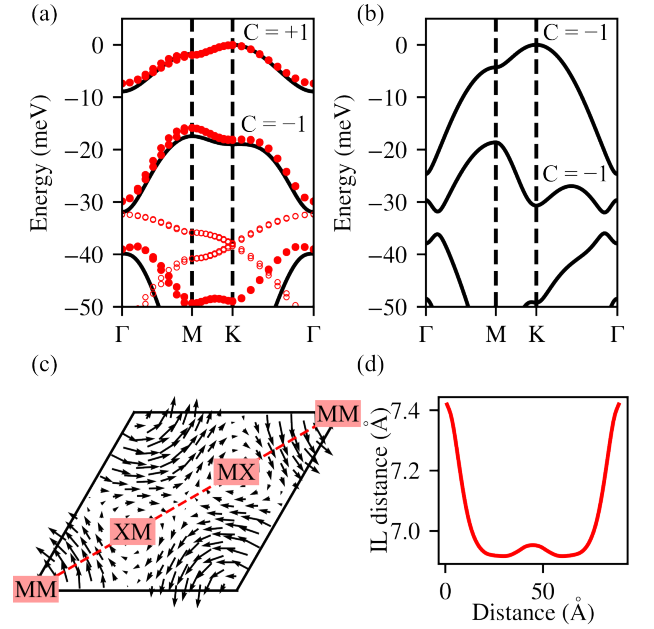 (a)
(b)
C = +1
C = −1
C = −1
C = −1
0
−10
−20
−30
−40
−50
Energy (meV)
Γ
M
K
Γ
0
−10
−20
−30
−40
−50
Energy (meV)
Γ
M
K
Γ
(c)
MM
MX
XM
MM
(d)
7.4
7.2
7.0
IL distance (Å)
0
50
Distance (Å)